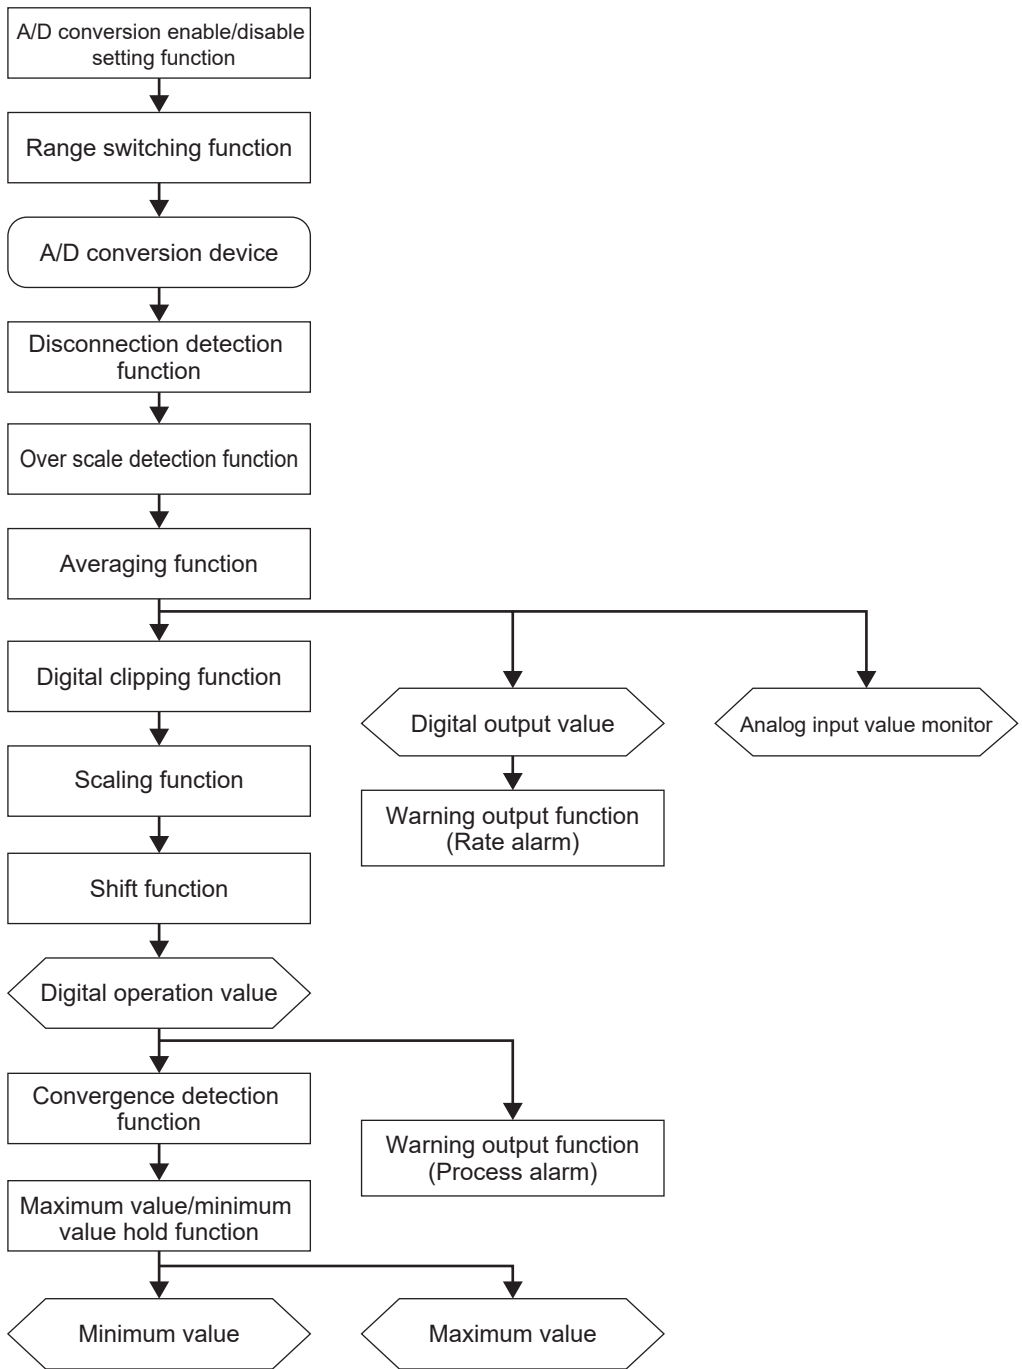 A/D conversion enable/disable
setting function
Range switching function
A/D conversion device
Disconnection detection
function
Over scale detection function
Averaging function
Digital clipping function
Digital output value
Analog input value monitor
Scaling function
Warning output function
(Rate alarm)
Shift function
Digital operation value
Convergence detection
function
Warning output function
(Process alarm)
Maximum value/minimum
value hold function
Minimum value
Maximum value